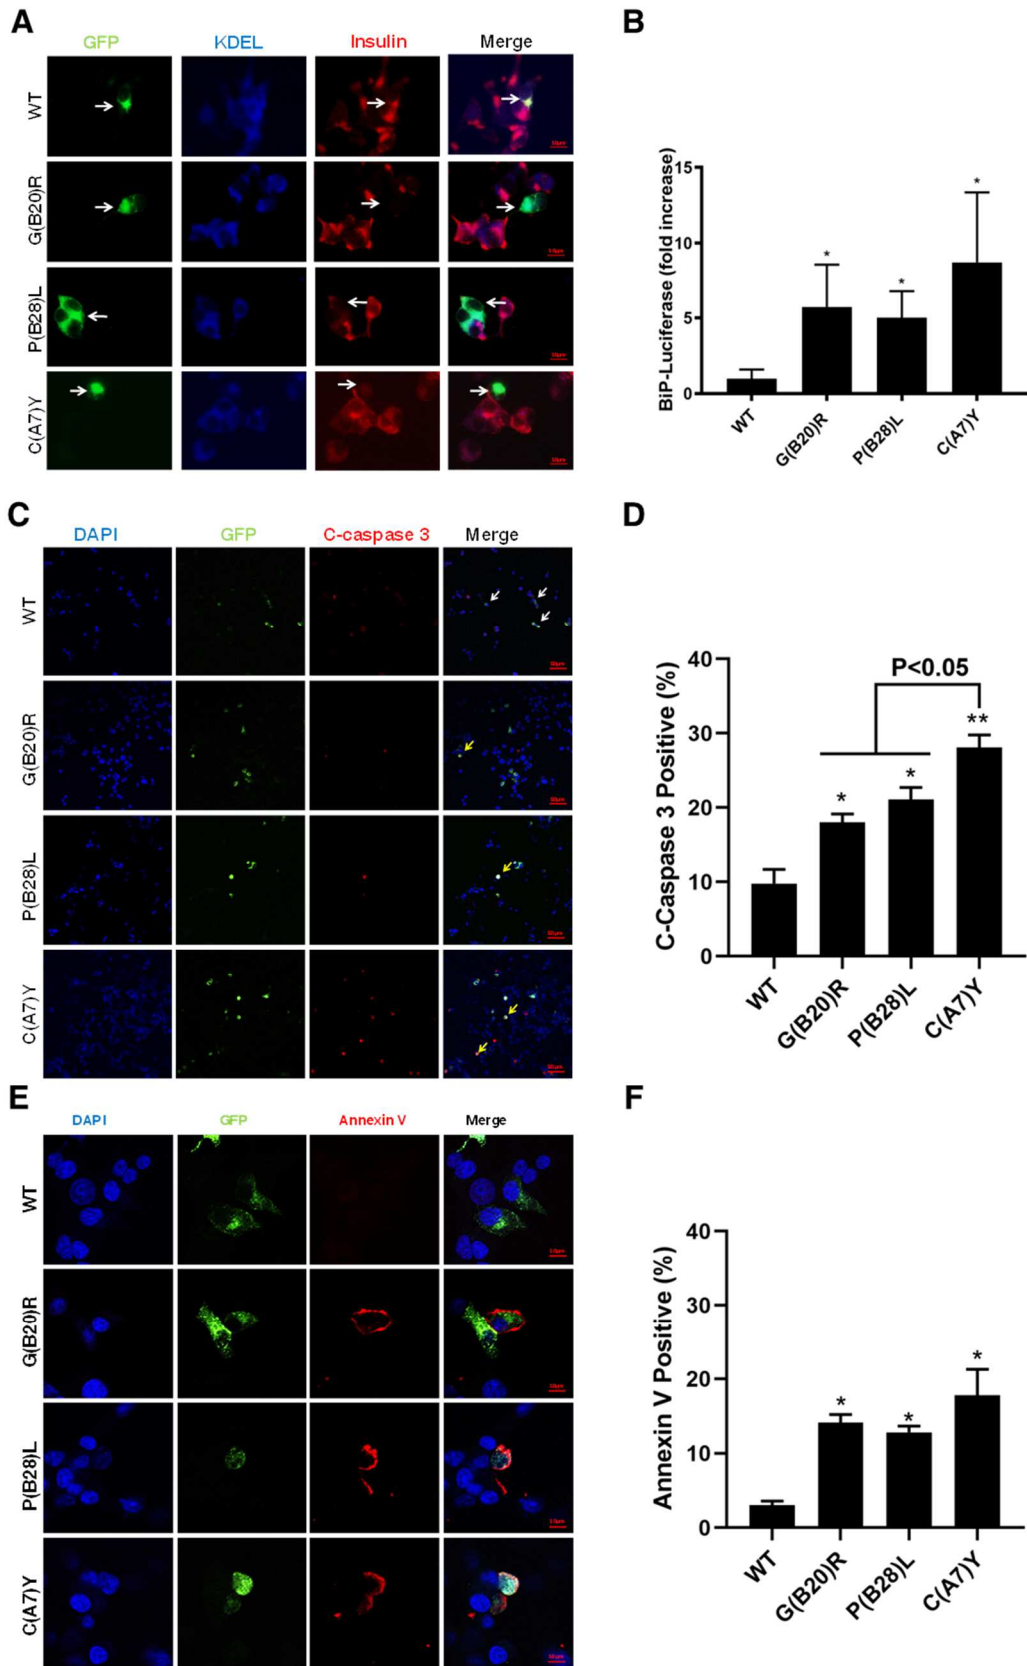 A
GFP KDEL Insulin Merge
WT
G(B20)R
P(B28)L
C(A7)Y
B
BiP-Luciferase (fold increase)
15
10
5
0
WT G(B20)R P(B28)L C(A7)Y
* * * *
C
DAPI GFP C-caspase 3 Merge
WT
G(B20)R
P(B28)L
C(A7)Y
D
C-Caspase 3 Positive (%)
40
30
20
10
0
P<0.05
* * **
WT G(B20)R P(B28)L C(A7)Y
E
DAPI GFP Annexin V Merge
WT
G(B20)R
P(B28)L
C(A7)Y
F
Annexin V Positive (%)
40
30
20
10
0
* * *
WT G(B20)R P(B28)L C(A7)Y